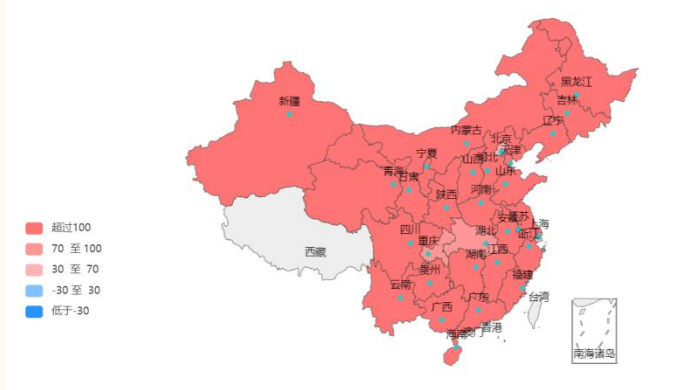 黑龙江
吉林
新疆
辽宁
内蒙古
北京
天津
宁夏
山西
河北
青海
甘肃
山东
陕西
河南
江苏
安徽
上海
浙江
四川
重庆
湖北
江西
湖南
西藏
贵州
福建
云南
台湾
广西
广东
海南
澳门
香港
南海诸岛
超过100
70 至 100
30 至 70
-30 至 30
低于-30